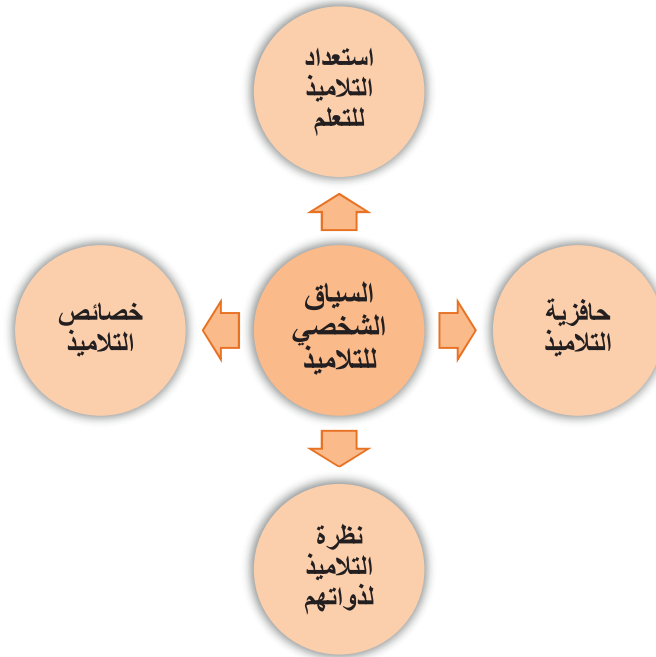 استعداد
التلاميذ
للتعلم
حافزية
التلاميذ
السياق
الشخصي
للتلاميذ
خصائص
التلاميذ
نظرة
التلاميذ
لذواتهم